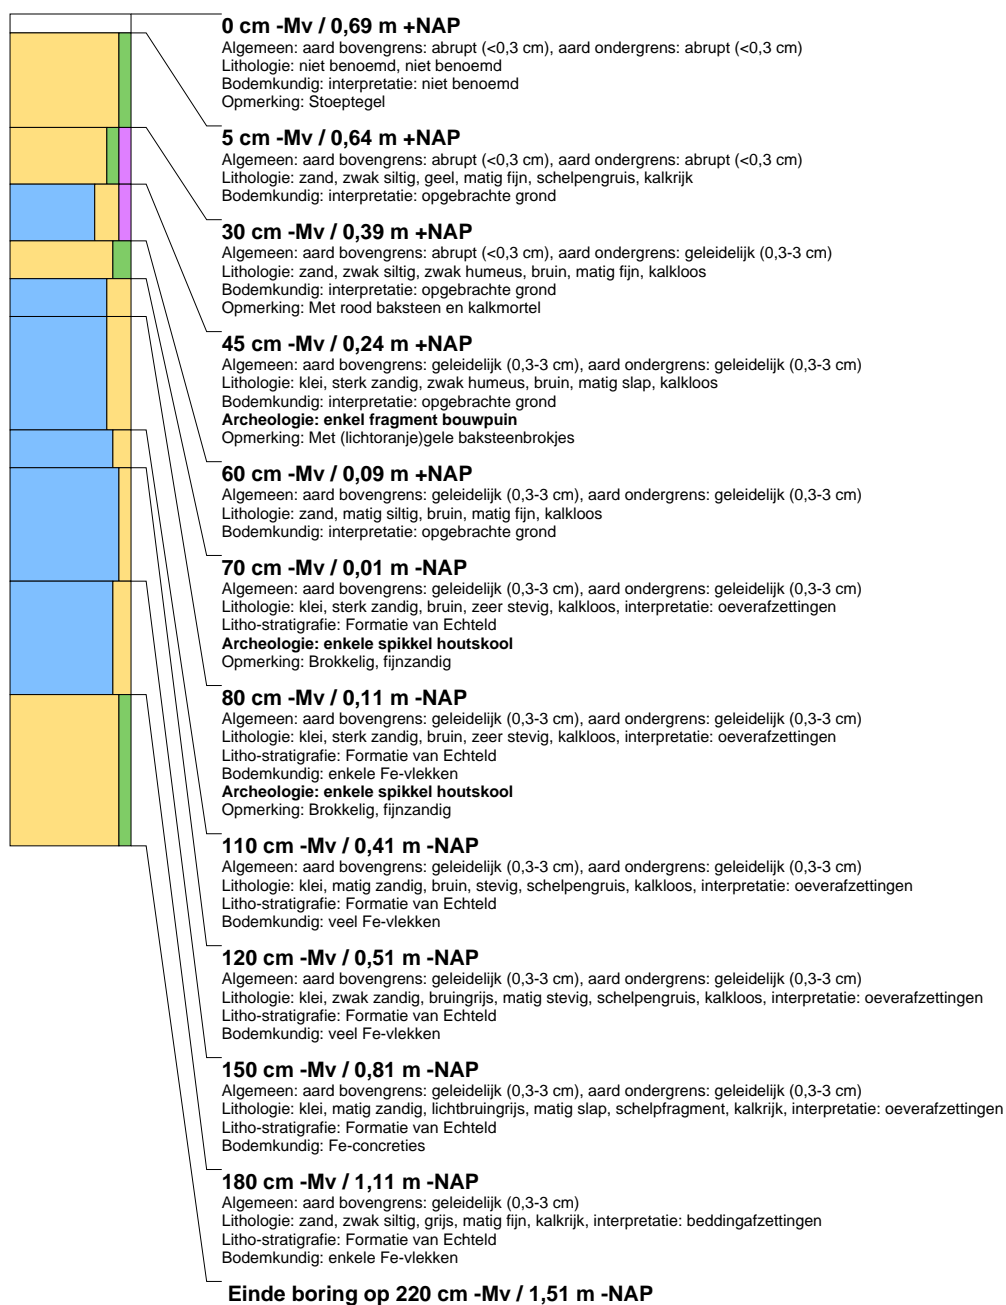 0 cm -Mv / 0,69 m +NAP
Algemeen: aard bovengrens: abrupt (<0,3 cm), aard ondergrens: abrupt (<0,3 cm)
Lithologie: niet benoemd, niet benoemd
Bodemkundig: interpretatie: niet benoemd
Opmerking: Stoeptegel
5 cm -Mv / 0,64 m +NAP
Algemeen: aard bovengrens: abrupt (<0,3 cm), aard ondergrens: abrupt (<0,3 cm)
Lithologie: zand, zwak siltig, geel, matig fijn, schelpengruis, kalkrijk
Bodemkundig: interpretatie: opgebrachte grond
30 cm -Mv / 0,39 m +NAP
Algemeen: aard bovengrens: abrupt (<0,3 cm), aard ondergrens: geleidelijk (0,3-3 cm)
Lithologie: zand, zwak siltig, zwak humeus, bruin, matig fijn, kalkloos
Bodemkundig: interpretatie: opgebrachte grond
Opmerking: Met rood baksteen en kalkmortel
45 cm -Mv / 0,24 m +NAP
Algemeen: aard bovengrens: geleidelijk (0,3-3 cm), aard ondergrens: geleidelijk (0,3-3 cm)
Lithologie: klei, sterk zandig, zwak humeus, bruin, matig slap, kalkloos
Bodemkundig: interpretatie: opgebrachte grond
Archeologie: enkel fragment bouwpuin
Opmerking: Met (lichtoranje)gele baksteenbrokjes
60 cm -Mv / 0,09 m +NAP
Algemeen: aard bovengrens: geleidelijk (0,3-3 cm), aard ondergrens: geleidelijk (0,3-3 cm)
Lithologie: zand, matig siltig, bruin, matig fijn, kalkloos
Bodemkundig: interpretatie: opgebrachte grond
70 cm -Mv / 0,01 m -NAP
Algemeen: aard bovengrens: geleidelijk (0,3-3 cm), aard ondergrens: geleidelijk (0,3-3 cm)
Lithologie: klei, sterk zandig, bruin, zeer stevig, kalkloos, interpretatie: oeverafzettingen
Litho-stratigrafie: Formatie van Echteld
Archeologie: enkele spikkel houtskool
Opmerking: Brokkelig, fijnzandig
80 cm -Mv / 0,11 m -NAP
Algemeen: aard bovengrens: geleidelijk (0,3-3 cm), aard ondergrens: geleidelijk (0,3-3 cm)
Lithologie: klei, sterk zandig, bruin, zeer stevig, kalkloos, interpretatie: oeverafzettingen
Litho-stratigrafie: Formatie van Echteld
Bodemkundig: enkele Fe-vlekken
Archeologie: enkele spikkel houtskool
Opmerking: Brokkelig, fijnzandig
110 cm -Mv / 0,41 m -NAP
Algemeen: aard bovengrens: geleidelijk (0,3-3 cm), aard ondergrens: geleidelijk (0,3-3 cm)
Lithologie: klei, matig zandig, bruin, stevig, schelpengruis, kalkloos, interpretatie: oeverafzettingen
Litho-stratigrafie: Formatie van Echteld
Bodemkundig: veel Fe-vlekken
120 cm -Mv / 0,51 m -NAP
Algemeen: aard bovengrens: geleidelijk (0,3-3 cm), aard ondergrens: geleidelijk (0,3-3 cm)
Lithologie: klei, zwak zandig, bruingrijs, matig stevig, schelpengruis, kalkloos, interpretatie: oeverafzettingen
Litho-stratigrafie: Formatie van Echteld
Bodemkundig: veel Fe-vlekken
150 cm -Mv / 0,81 m -NAP
Algemeen: aard bovengrens: geleidelijk (0,3-3 cm), aard ondergrens: geleidelijk (0,3-3 cm)
Lithologie: klei, matig zandig, lichtbruingrijs, matig slap, schelpfragment, kalkrijk, interpretatie: oeverafzettingen
Litho-stratigrafie: Formatie van Echteld
Bodemkundig: Fe-concreties
180 cm -Mv / 1,11 m -NAP
Algemeen: aard bovengrens: geleidelijk (0,3-3 cm)
Lithologie: zand, zwak siltig, grijs, matig fijn, kalkrijk, interpretatie: beddingafzettingen
Litho-stratigrafie: Formatie van Echteld
Bodemkundig: enkele Fe-vlekken
Einde boring op 220 cm -Mv / 1,51 m -NAP